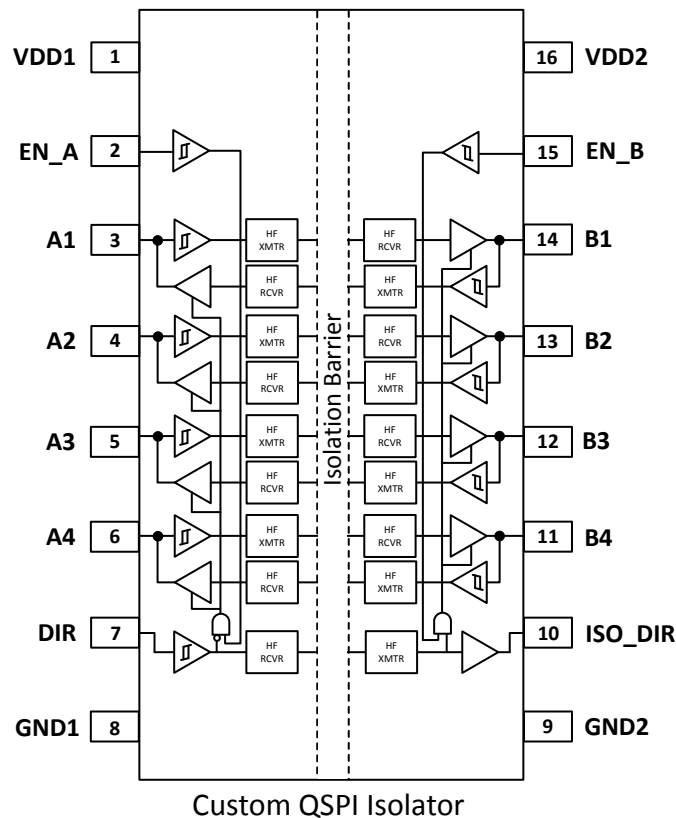 VDD1 1 16 VDD2
EN_A 2 15 EN_B
A1 3 HF XMTR HF RCVR 14 B1
HF RCVR HF XMTR
A2 4 HF XMTR HF RCVR 13 B2
HF RCVR HF XMTR
Isolation Barrier
A3 5 HF XMTR HF RCVR 12 B3
HF RCVR HF XMTR
A4 6 HF XMTR HF RCVR 11 B4
HF RCVR HF XMTR
DIR 7 HF RCVR HF XMTR 10 ISO_DIR
GND1 8 9 GND2
Custom QSPI Isolator